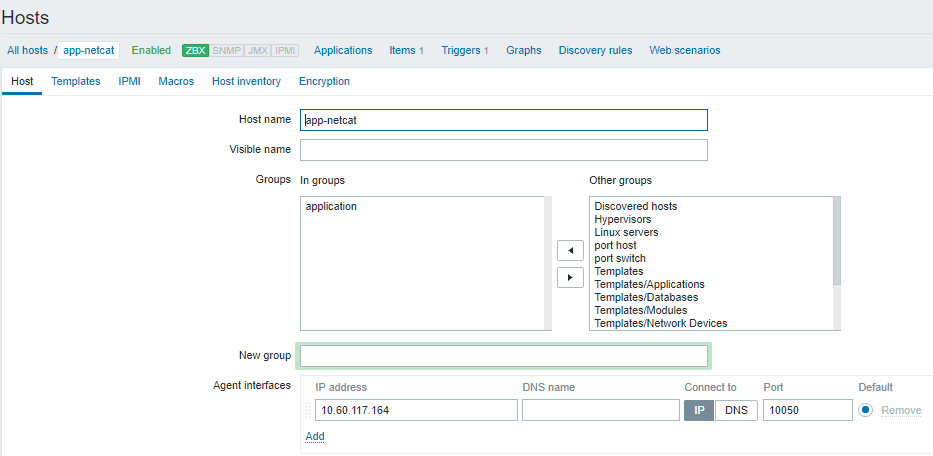 Hosts
All hosts / app-netcat Enabled ZBX SNMP JMX IPMI Applications Items 1 Triggers 1 Graphs Discovery rules Web scenarios
Host Templates IPMI Macros Host inventory Encryption
Host name app-netcat
Visible name
Groups In groups Other groups
application Discovered hosts
Hypervisors
Linux servers
port host
port switch
Templates
Templates/Applications
Templates/Databases
Templates/Modules
Templates/Network Devices
New group
Agent interfaces IP address DNS name Connect to Port Default
10.60.117.164 IP DNS 10050 Remove
Add